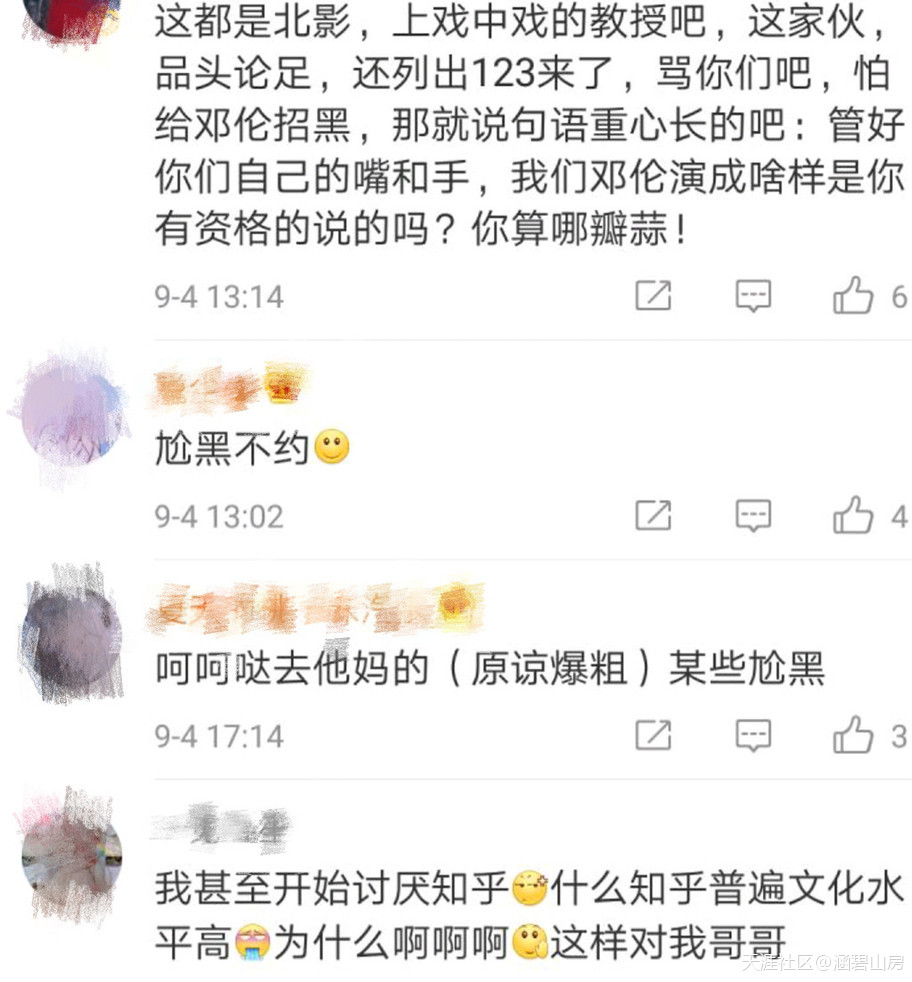 这都是北影，上戏中戏的教授吧，这家伙，
品头论足，还列出123来了，骂你们吧，怕
给邓伦招黑，那就说句语重心长的吧：管好
你们自己的嘴和手，我们邓伦演成啥样是你
有资格的说的吗？你算哪瓣蒜！
9-4 13:14
6
尬黑不约
9-4 13:02
4
呵呵哒去他妈的（原谅爆粗）某些尬黑
9-4 17:14
3
我甚至开始讨厌知乎什么知乎普遍文化水
平高为什么啊啊啊这样对我哥哥
天涯社区@涵碧山房